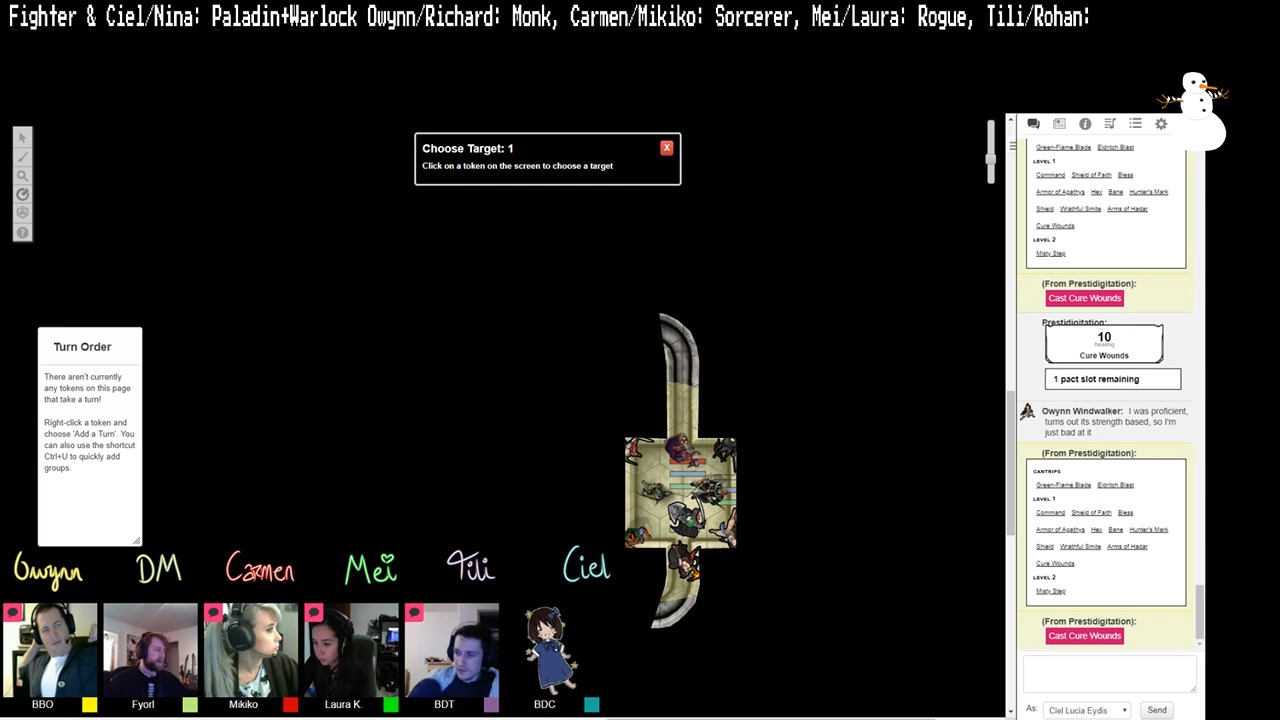 Fighter & Ciel/Nina: Paladin+Warlock Owynn/Richard: Monk, Carmen/Mikiko: Sorcerer, Mei/Laura: Rogue, Tili/Rohan:
Choose Target: 1
X
Click on a token on the screen to choose a target
Turn Order
There aren't currently
any tokens on this page
that take a turn!
Right-click a token and
choose 'Add a Turn'. You
can also use the shortcut
Ctrl+U to quickly add
groups.
Owynn
DM
Carmen
Mei
Tili
Ciel
BBO
Fyorl
Mikiko
Laura K.
BDT
BDC
Green-Flame Blade Eldritch Blast
LEVEL 1
Command Shield of Faith Bless
Armor of Agathys Hex Bane Hunter's Mark
Shield Wrathful Smite Arms of Hadar
Cure Wounds
LEVEL 2
Misty Step
(From Prestidigitation):
Cast Cure Wounds
Prestidigitation:
10
healing
Cure Wounds
1 pact slot remaining
Owynn Windwalker: I was proficient,
turns out its strength based, so I'm
just bad at it
(From Prestidigitation):
CANTRIPS
Green-Flame Blade Eldritch Blast
LEVEL 1
Command Shield of Faith Bless
Armor of Agathys Hex Bane Hunter's Mark
Shield Wrathful Smite Arms of Hadar
Cure Wounds
LEVEL 2
Misty Step
(From Prestidigitation):
Cast Cure Wounds
As: Ciel Lucia Eydis Send